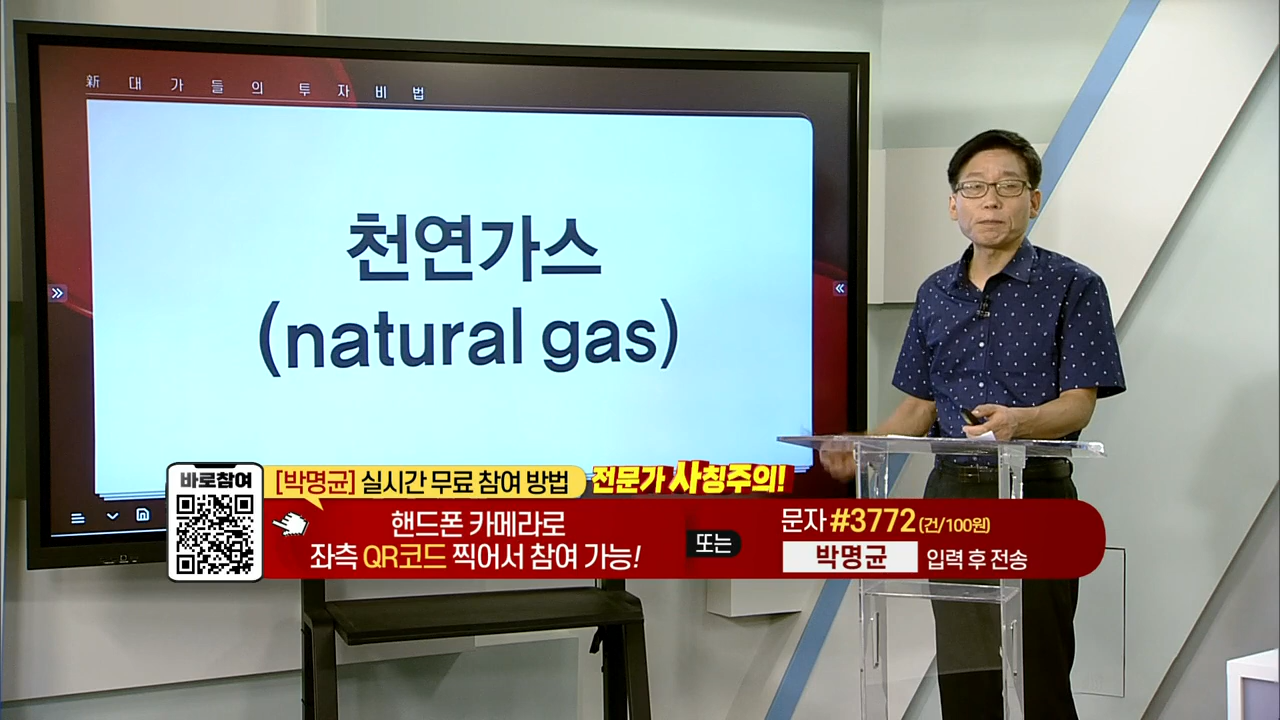 新 대가들의 투자비법
천연가스
(natural gas)
바로참여
[박명균] 실시간 무료 참여 방법
전문가 사칭주의!
핸드폰 카메라로
좌측 QR코드 찍어서 참여 가능!
또는
문자 #3772 (건/100원)
박명균 입력 후 전송